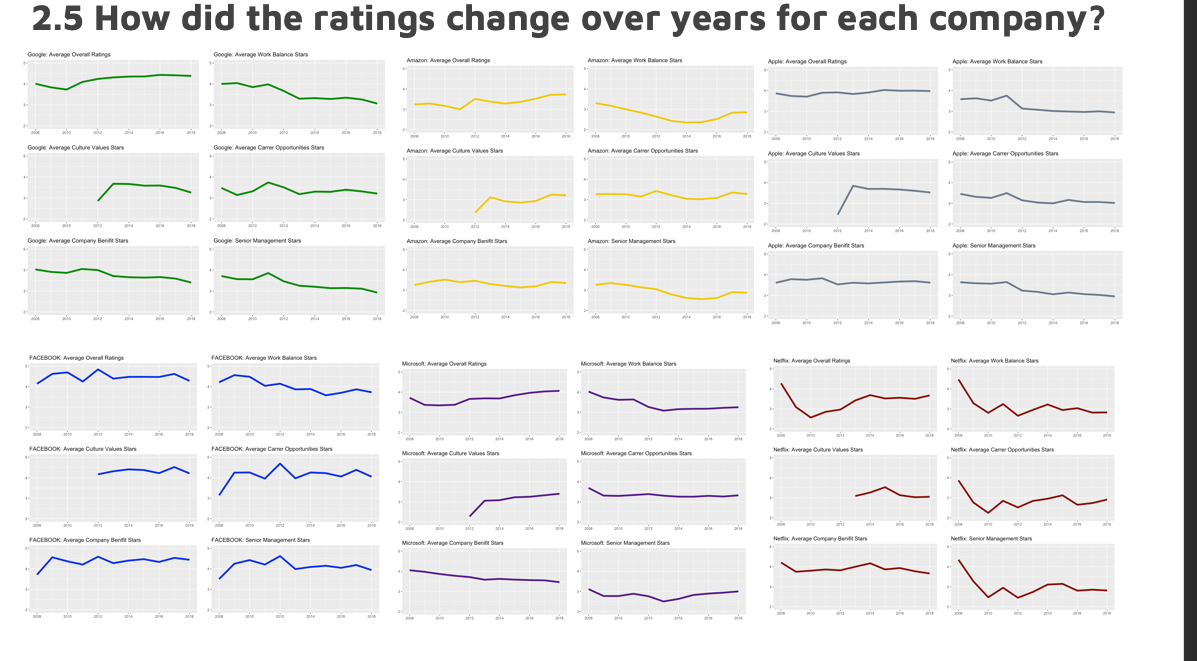 2.5 How did the ratings change over years for each company?
Google: Average Overall Ratings
Google: Average Work Balance Stars
Google: Average Culture Values Stars
Google: Average Carrer Opportunities Stars
Google: Average Company Benifit Stars
Google: Senior Management Stars
Amazon: Average Overall Ratings
Amazon: Average Work Balance Stars
Amazon: Average Culture Values Stars
Amazon: Average Carrer Opportunities Stars
Amazon: Average Company Benifit Stars
Amazon: Senior Management Stars
Apple: Average Overall Ratings
Apple: Average Work Balance Stars
Apple: Average Culture Values Stars
Apple: Average Carrer Opportunities Stars
Apple: Average Company Benifit Stars
Apple: Senior Management Stars
FACEBOOK: Average Overall Ratings
FACEBOOK: Average Work Balance Stars
FACEBOOK: Average Culture Values Stars
FACEBOOK: Average Carrer Opportunities Stars
FACEBOOK: Average Company Benifit Stars
FACEBOOK: Senior Management Stars
Microsoft: Average Overall Ratings
Microsoft: Average Work Balance Stars
Microsoft: Average Culture Values Stars
Microsoft: Average Carrer Opportunities Stars
Microsoft: Average Company Benifit Stars
Microsoft: Senior Management Stars
Netflix: Average Overall Ratings
Netflix: Average Work Balance Stars
Netflix: Average Culture Values Stars
Netflix: Average Carrer Opportunities Stars
Netflix: Average Company Benifit Stars
Netflix: Senior Management Stars